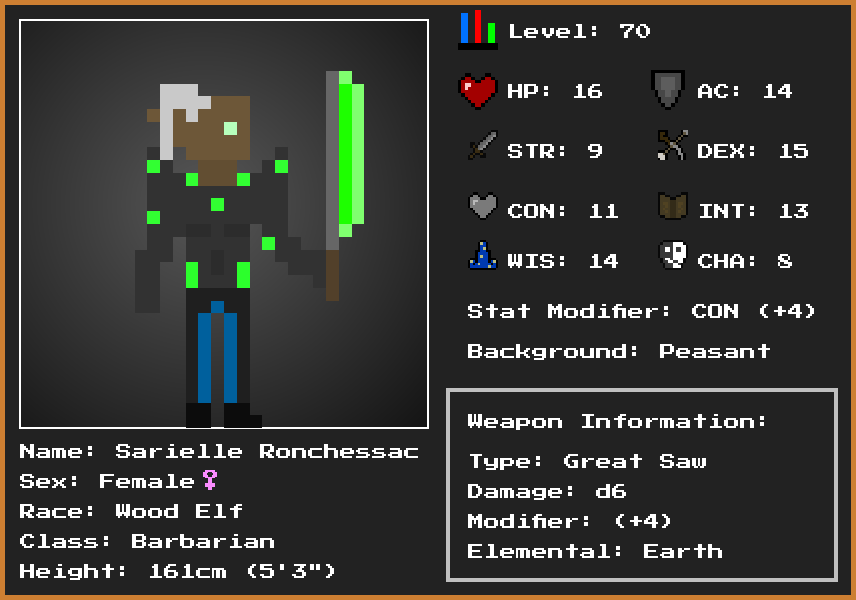 Level: 70
HP: 16
AC: 14
STR: 9
DEX: 15
CON: 11
INT: 13
WIS: 14
CHA: 8
Stat Modifier: CON (+4)
Background: Peasant
Weapon Information:
Type: Great Saw
Damage: d6
Modifier: (+4)
Elemental: Earth
Name: Sarielle Ronchessac
Sex: Female♀
Race: Wood Elf
Class: Barbarian
Height: 161cm (5'3")